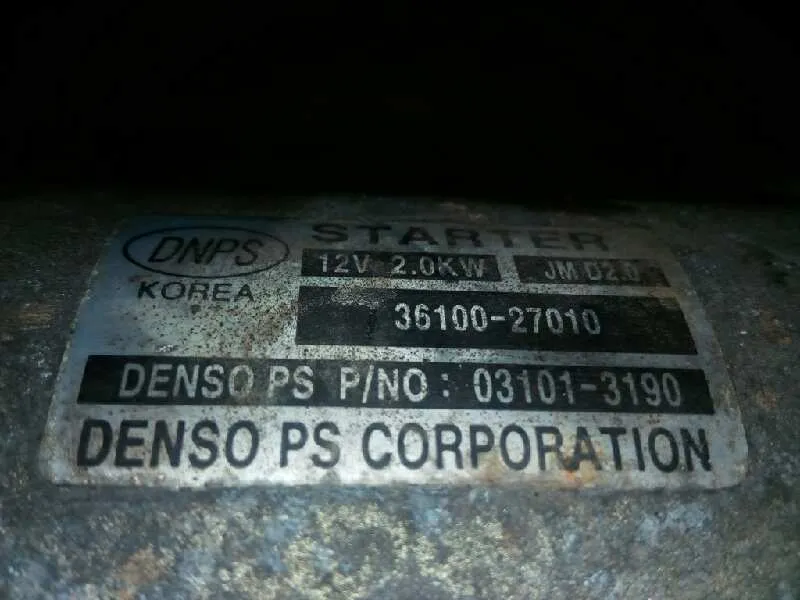 STARTER
DNPS
12V 2.0KW JM D2.0
KOREA
36100-27010
DENSO PS P/NO : 03101-3190
DENSO PS CORPORATION